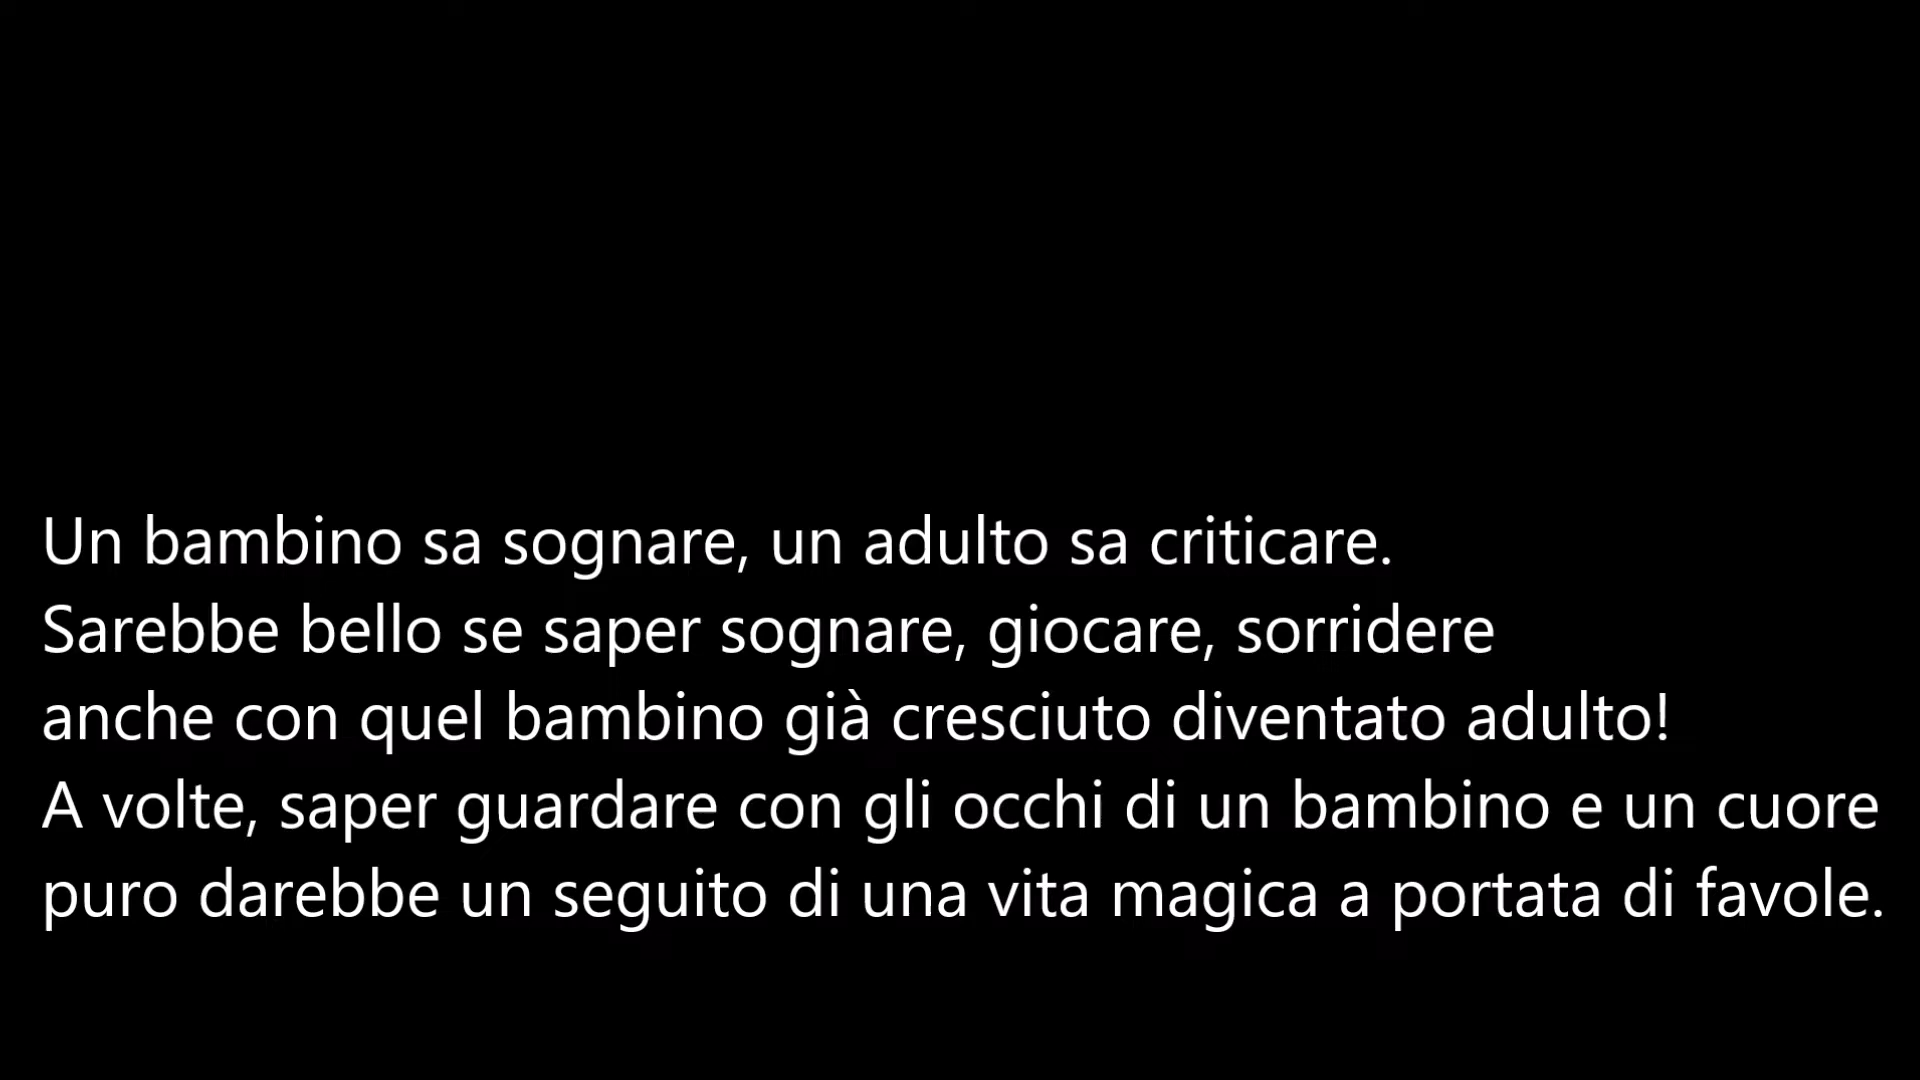 Un bambino sa sognare, un adulto sa criticare.
Sarebbe bello se saper sognare, giocare, sorridere
anche con quel bambino già cresciuto diventato adulto!
A volte, saper guardare con gli occhi di un bambino e un cuore
puro darebbe un seguito di una vita magica a portata di favole.